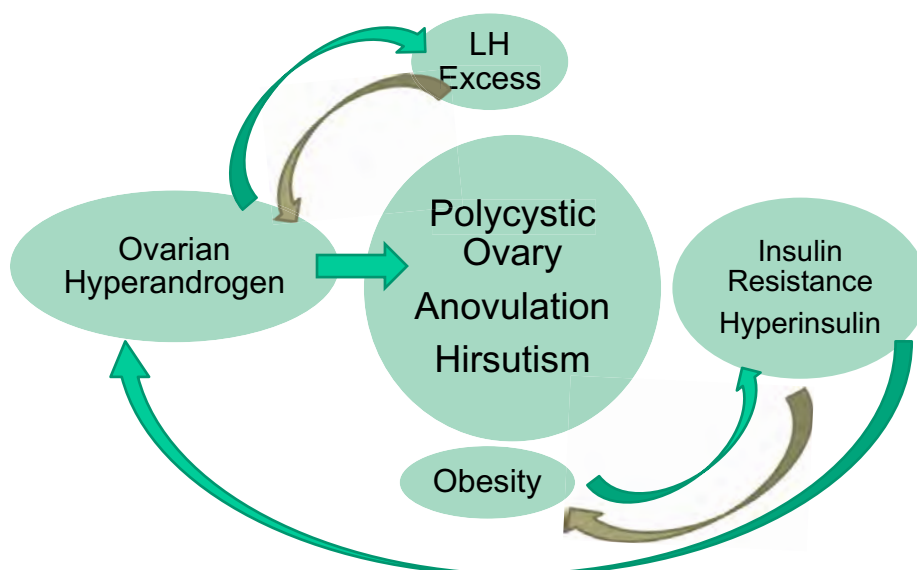 LH
Excess
Ovarian
Hyperandrogen
Polycystic
Ovary
Anovulation
Hirsutism
Insulin
Resistance
Hyperinsulin
Obesity